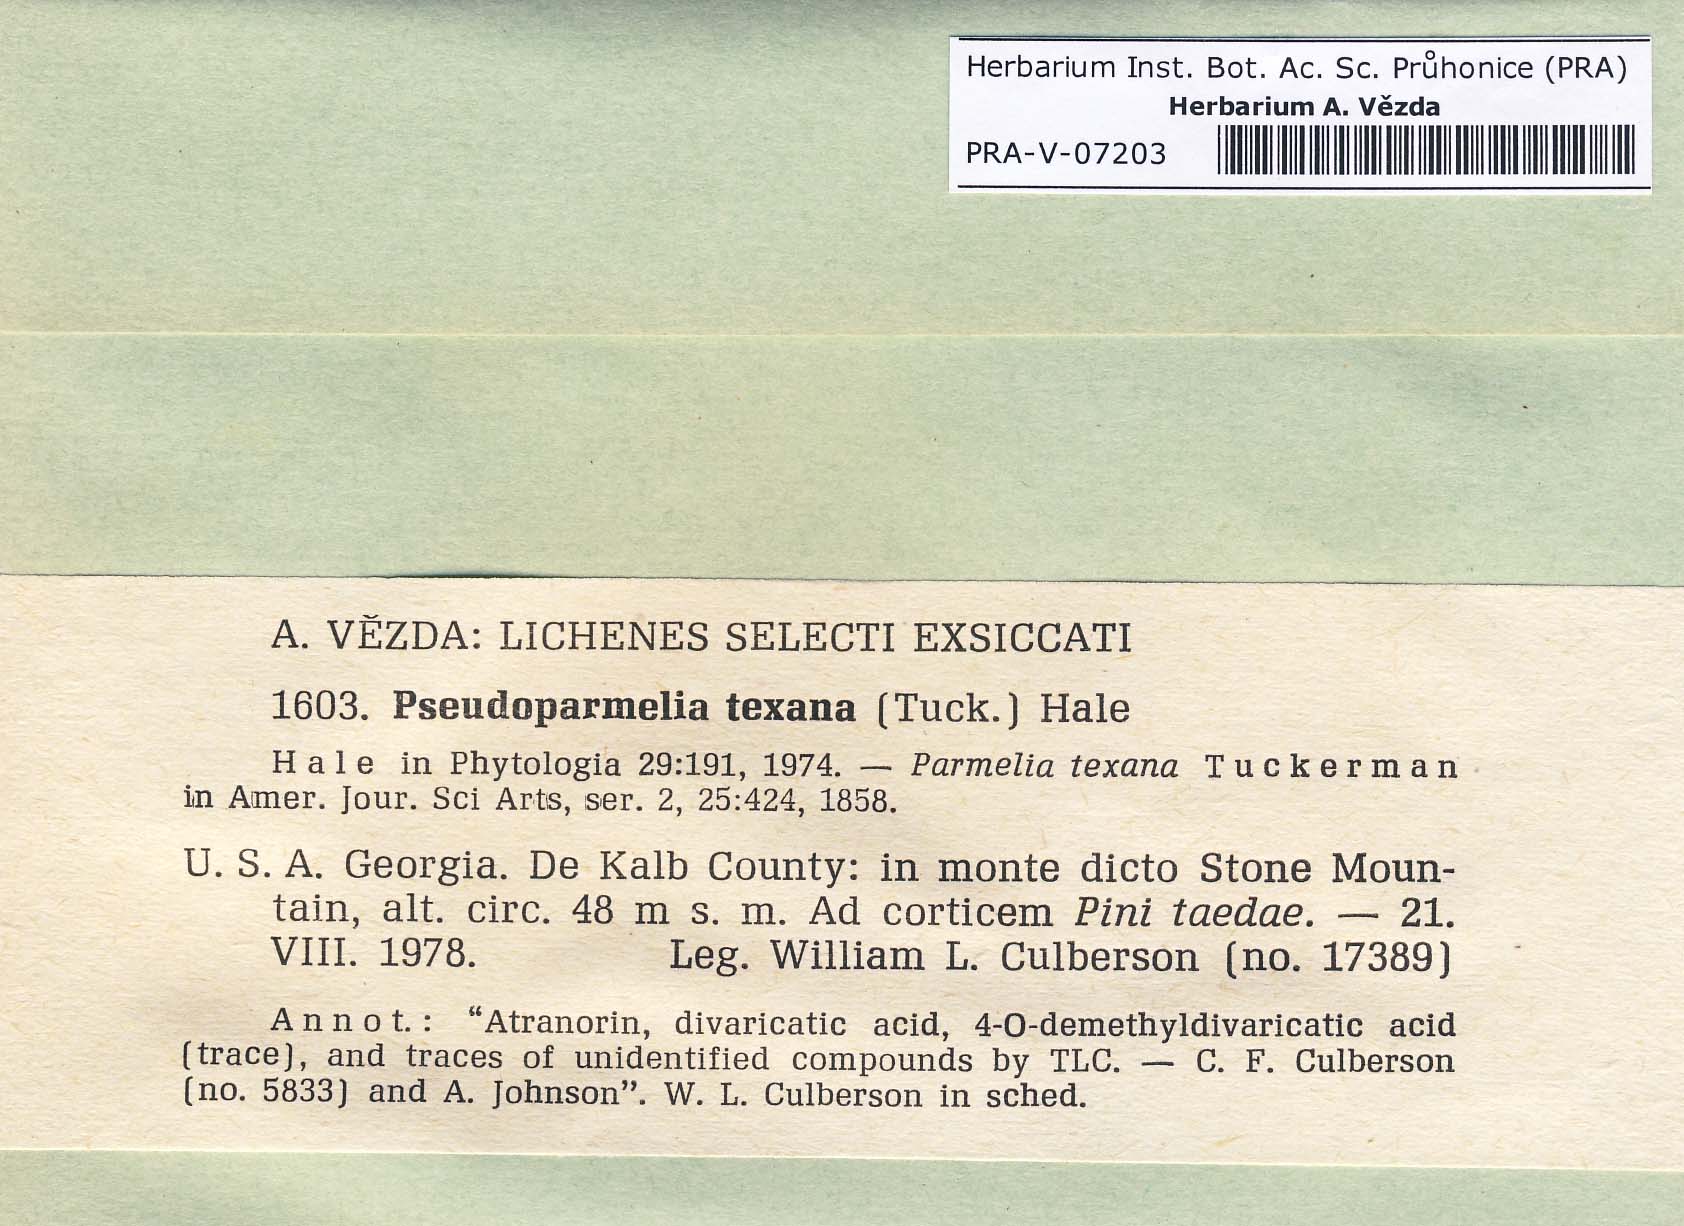 Herbarium Inst. Bot. Ac. Sc. Průhonice (PRA)
Herbarium A. Vězda
PRA-V-07203
A. VĚZDA: LICHENES SELECTI EXSICCATI
1603. Pseudoparmelia texana (Tuck.) Hale
Hale in Phytologia 29:191, 1974. — Parmelia texana Tuckerman
in Amer. Jour. Sci Arts, ser. 2, 25:424, 1858.
U. S. A. Georgia. De Kalb County: in monte dicto Stone Moun-
tain, alt. circ. 48 m s. m. Ad corticem Pini taedae. — 21.
VIII. 1978. Leg. William L. Culberson (no. 17389)
Annot.: “Atranorin, divaricatic acid, 4-O-demethyldivaricatic acid
(trace), and traces of unidentified compounds by TLC. — C. F. Culberson
(no. 5833) and A. Johnson”. W. L. Culberson in sched.